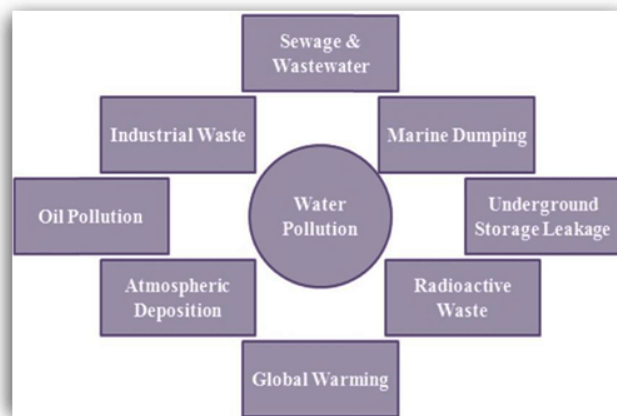 Sewage &
Wastewater
Industrial Waste
Marine Dumping
Oil Pollution
Water
Pollution
Underground
Storage Leakage
Atmospheric
Deposition
Radioactive
Waste
Global Warming